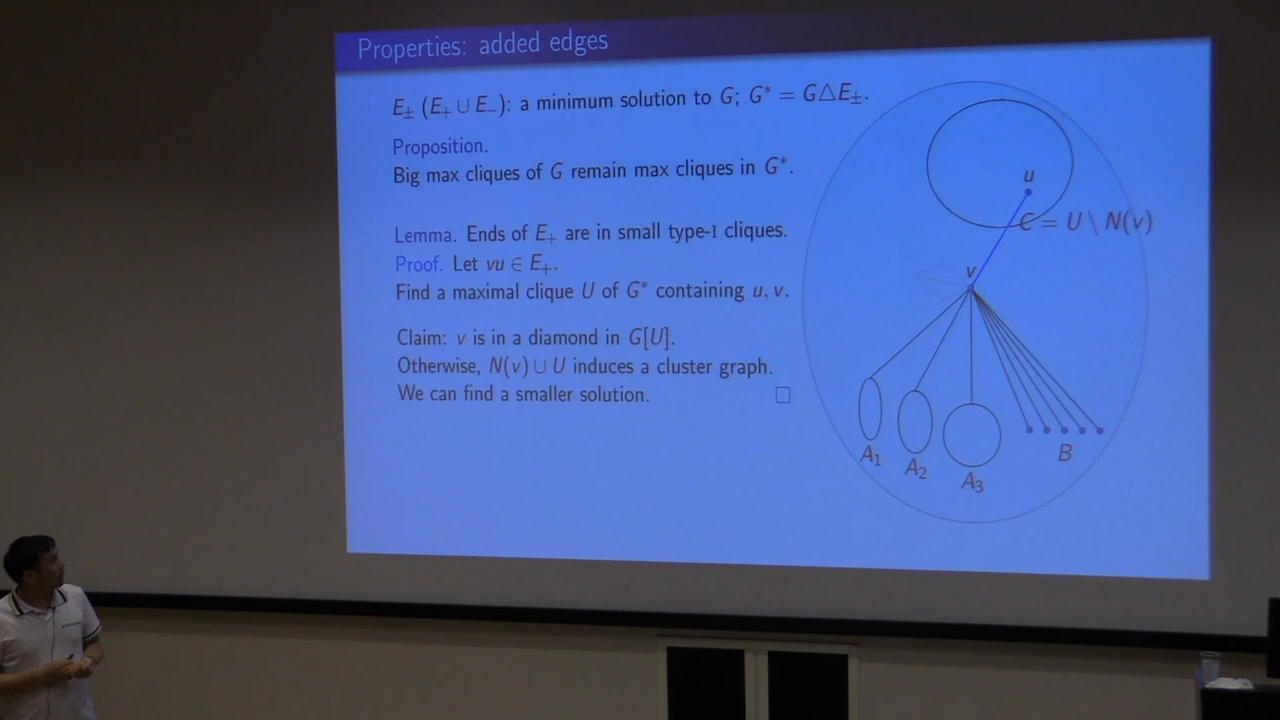 Properties: added edges
E± (E₊ ∪ E₋): a minimum solution to G; G* = G△E±.
Proposition.
Big max cliques of G remain max cliques in G*.
Lemma. Ends of E₊ are in small type-I cliques.
Proof. Let vu ∈ E₊.
Find a maximal clique U of G* containing u, v.
Claim: v is in a diamond in G[U].
Otherwise, N(v) ∪ U induces a cluster graph.
We can find a smaller solution. □
u
C = U \ N(v)
v
A₁
A₂
A₃
B